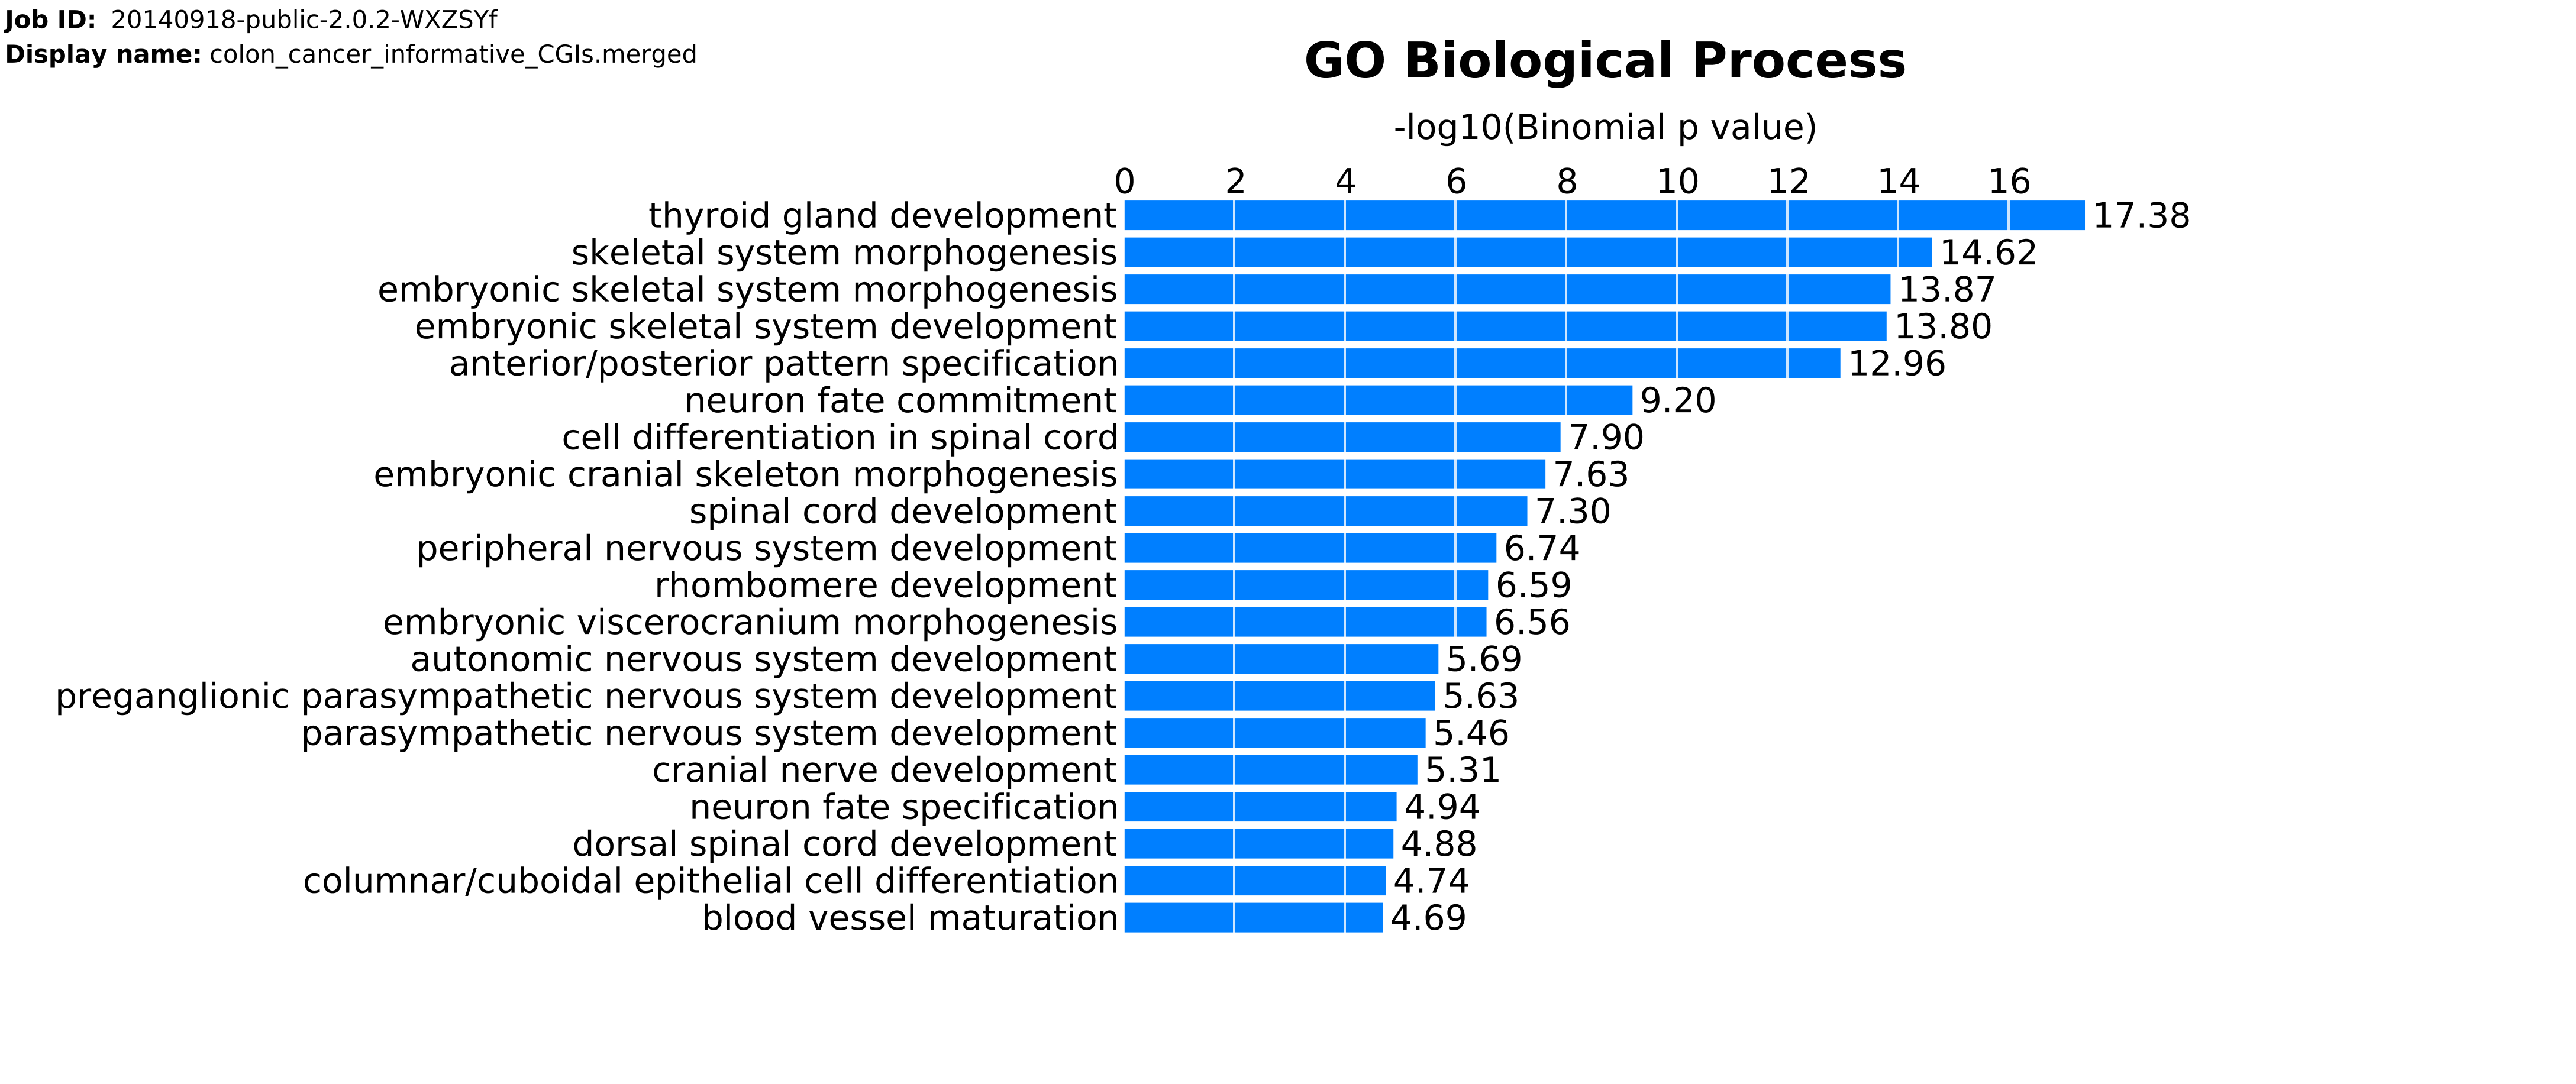 Job ID: 20140918-public-2.0.2-WXZSYf
Display name: colon_cancer_informative_CGIs.merged
GO Biological Process
-log10(Binomial p value)
0 2 4 6 8 10 12 14 16
thyroid gland development 17.38
skeletal system morphogenesis 14.62
embryonic skeletal system morphogenesis 13.87
embryonic skeletal system development 13.80
anterior/posterior pattern specification 12.96
neuron fate commitment 9.20
cell differentiation in spinal cord 7.90
embryonic cranial skeleton morphogenesis 7.63
spinal cord development 7.30
peripheral nervous system development 6.74
rhombomere development 6.59
embryonic viscerocranium morphogenesis 6.56
autonomic nervous system development 5.69
preganglionic parasympathetic nervous system development 5.63
parasympathetic nervous system development 5.46
cranial nerve development 5.31
neuron fate specification 4.94
dorsal spinal cord development 4.88
columnar/cuboidal epithelial cell differentiation 4.74
blood vessel maturation 4.69